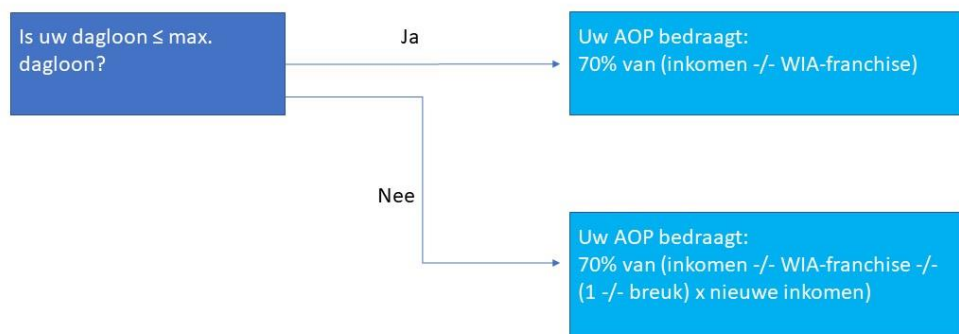 Is uw dagloon ≤ max.
dagloon?
Ja
Uw AOP bedraagt:
70% van (inkomen -/- WIA-franchise)
Nee
Uw AOP bedraagt:
70% van (inkomen -/- WIA-franchise -/-
(1 -/- breuk) x nieuwe inkomen)